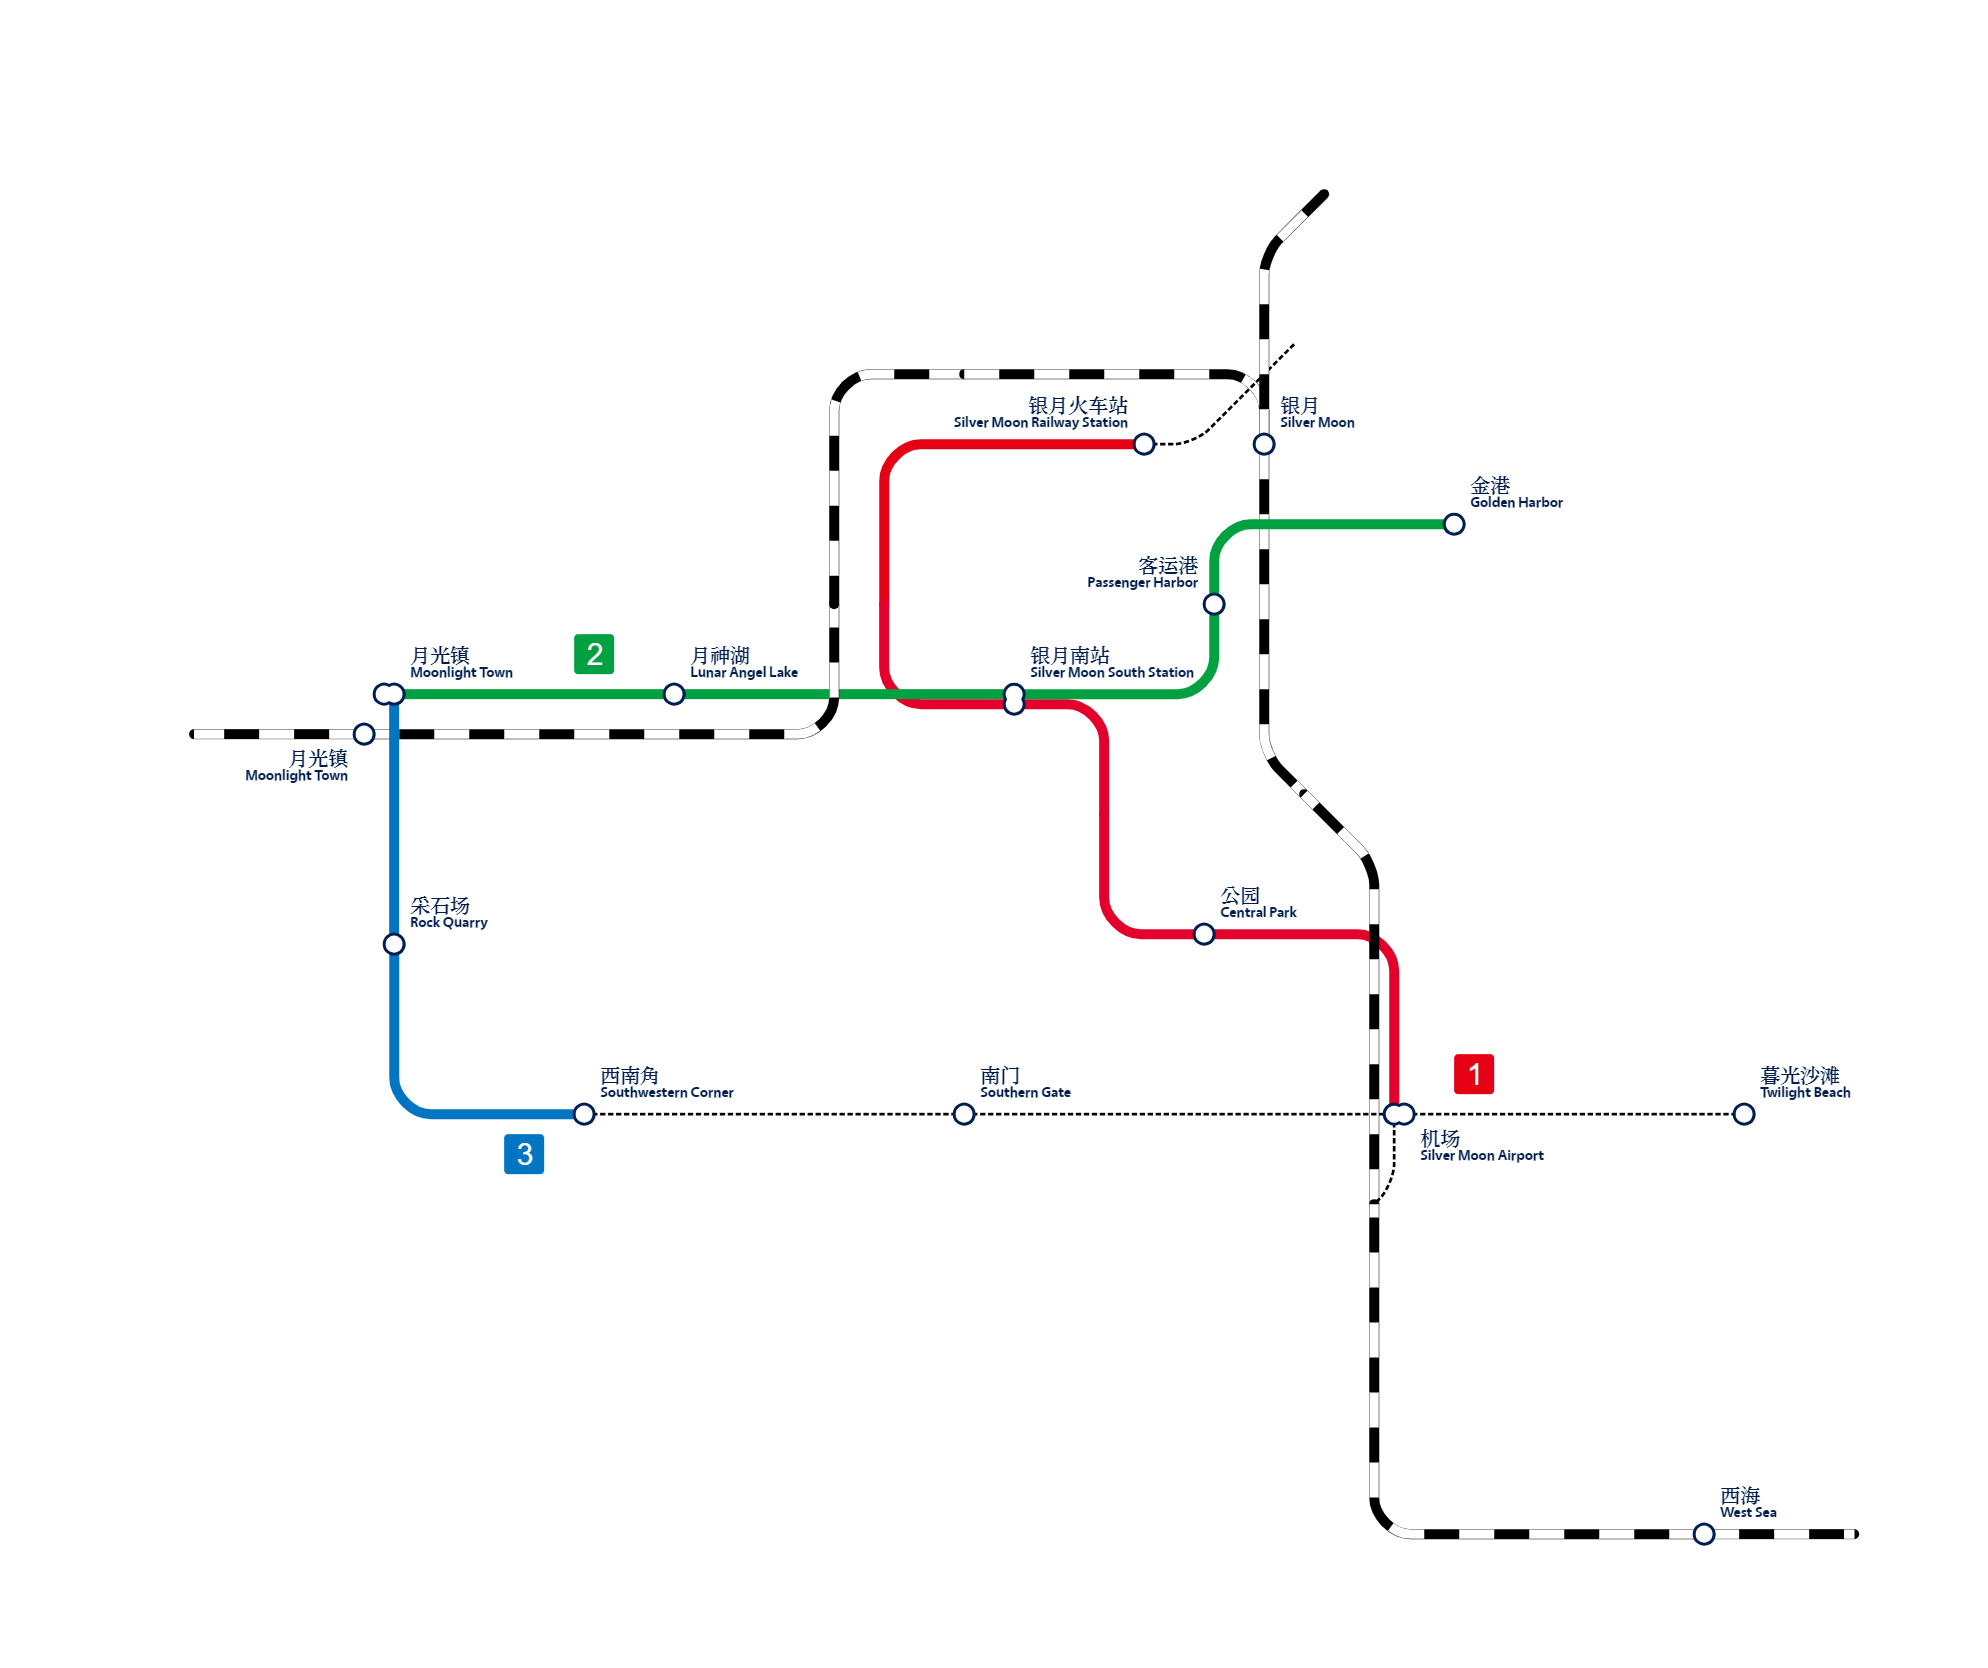 银月火车站
Silver Moon Railway Station
银月
Silver Moon
金港
Golden Harbor
客运港
Passenger Harbor
月光镇
Moonlight Town
2
月神湖
Lunar Angel Lake
银月南站
Silver Moon South Station
月光镇
Moonlight Town
采石场
Rock Quarry
公园
Central Park
西南角
Southwestern Corner
南门
Southern Gate
1
暮光沙滩
Twilight Beach
3
机场
Silver Moon Airport
西海
West Sea